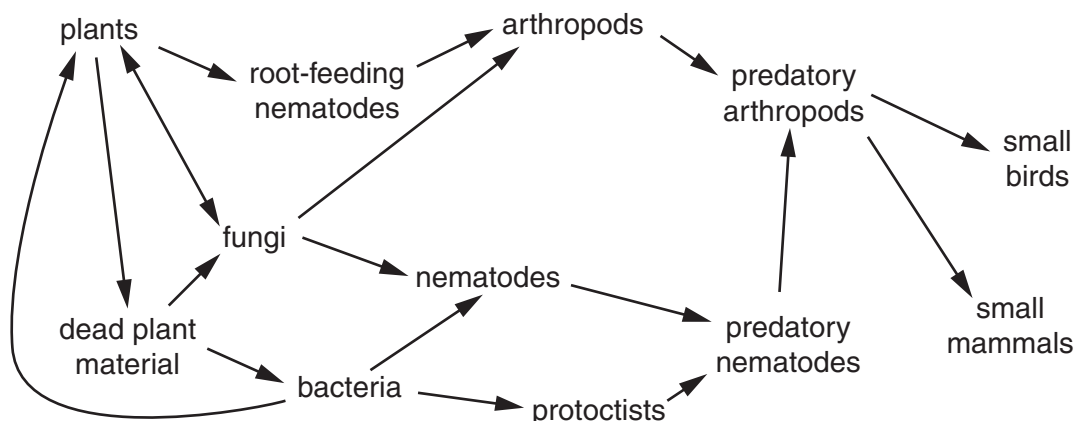 plants
arthropods
root-feeding
nematodes
predatory
arthropods
small
birds
fungi
nematodes
dead plant
material
predatory
nematodes
small
mammals
bacteria
protoctists